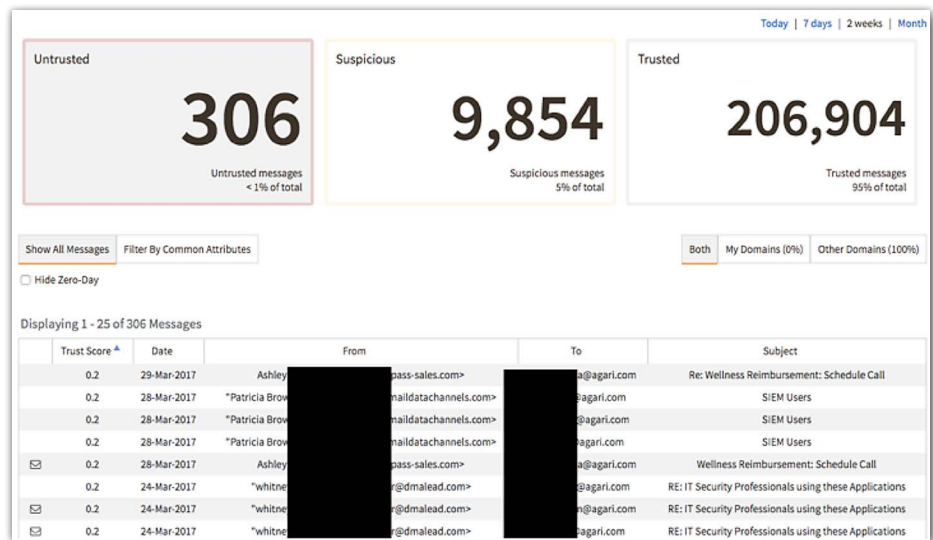 Today | 7 days | 2 weeks | Month
Untrusted
306
Untrusted messages
< 1% of total
Suspicious
9,854
Suspicious messages
5% of total
Trusted
206,904
Trusted messages
95% of total
Show All Messages Filter By Common Attributes
Both My Domains (0%) Other Domains (100%)
Hide Zero-Day
Displaying 1 - 25 of 306 Messages
Trust Score Date From To Subject
0.2 29-Mar-2017 Ashley pass-sales.com> a@agari.com Re: Wellness Reimbursement: Schedule Call
0.2 28-Mar-2017 "Patricia Brow maildatachannels.com> @agari.com SIEM Users
0.2 28-Mar-2017 "Patricia Brow maildatachannels.com> @agari.com SIEM Users
0.2 28-Mar-2017 "Patricia Brow maildatachannels.com> @agari.com SIEM Users
0.2 28-Mar-2017 Ashley pass-sales.com> a@agari.com Wellness Reimbursement: Schedule Call
0.2 24-Mar-2017 "whitne r@dmalead.com> @agari.com RE: IT Security Professionals using these Applications
0.2 24-Mar-2017 "whitne r@dmalead.com> n@agari.com RE: IT Security Professionals using these Applications
0.2 24-Mar-2017 "whitne r@dmalead.com> @agari.com RE: IT Security Professionals using these Applications